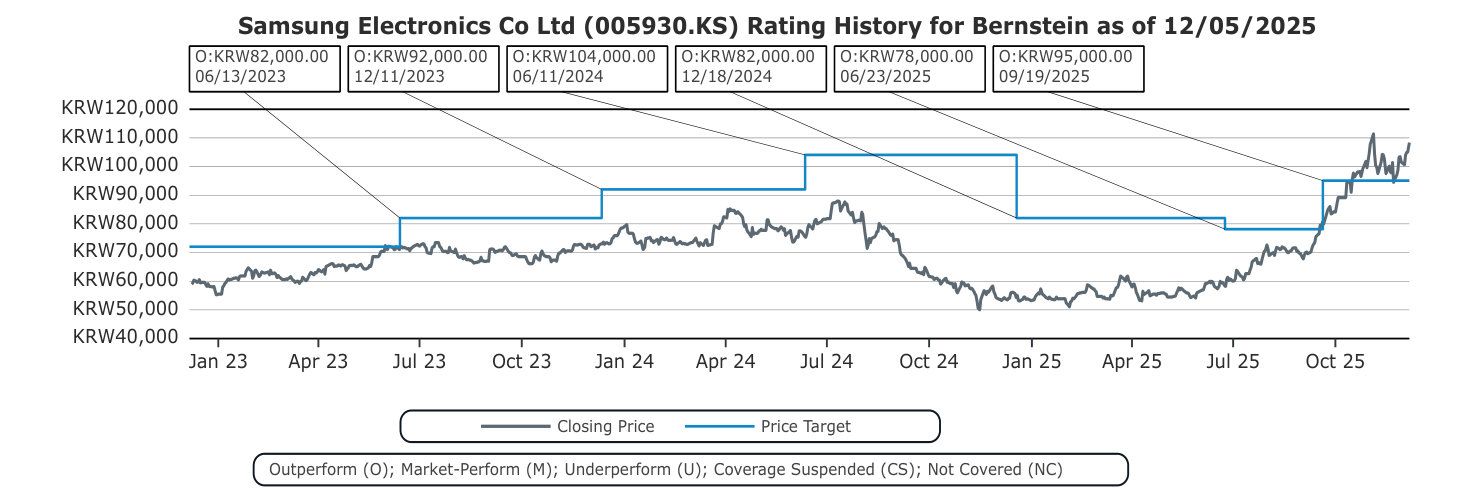 Samsung Electronics Co Ltd (005930.KS) Rating History for Bernstein as of 12/05/2025
O:KRW82,000.00
06/13/2023
O:KRW92,000.00
12/11/2023
O:KRW104,000.00
06/11/2024
O:KRW82,000.00
12/18/2024
O:KRW78,000.00
06/23/2025
O:KRW95,000.00
09/19/2025
KRW120,000
KRW110,000
KRW100,000
KRW90,000
KRW80,000
KRW70,000
KRW60,000
KRW50,000
KRW40,000
Jan 23 Apr 23 Jul 23 Oct 23 Jan 24 Apr 24 Jul 24 Oct 24 Jan 25 Apr 25 Jul 25 Oct 25
Closing Price Price Target
Outperform (O); Market-Perform (M); Underperform (U); Coverage Suspended (CS); Not Covered (NC)